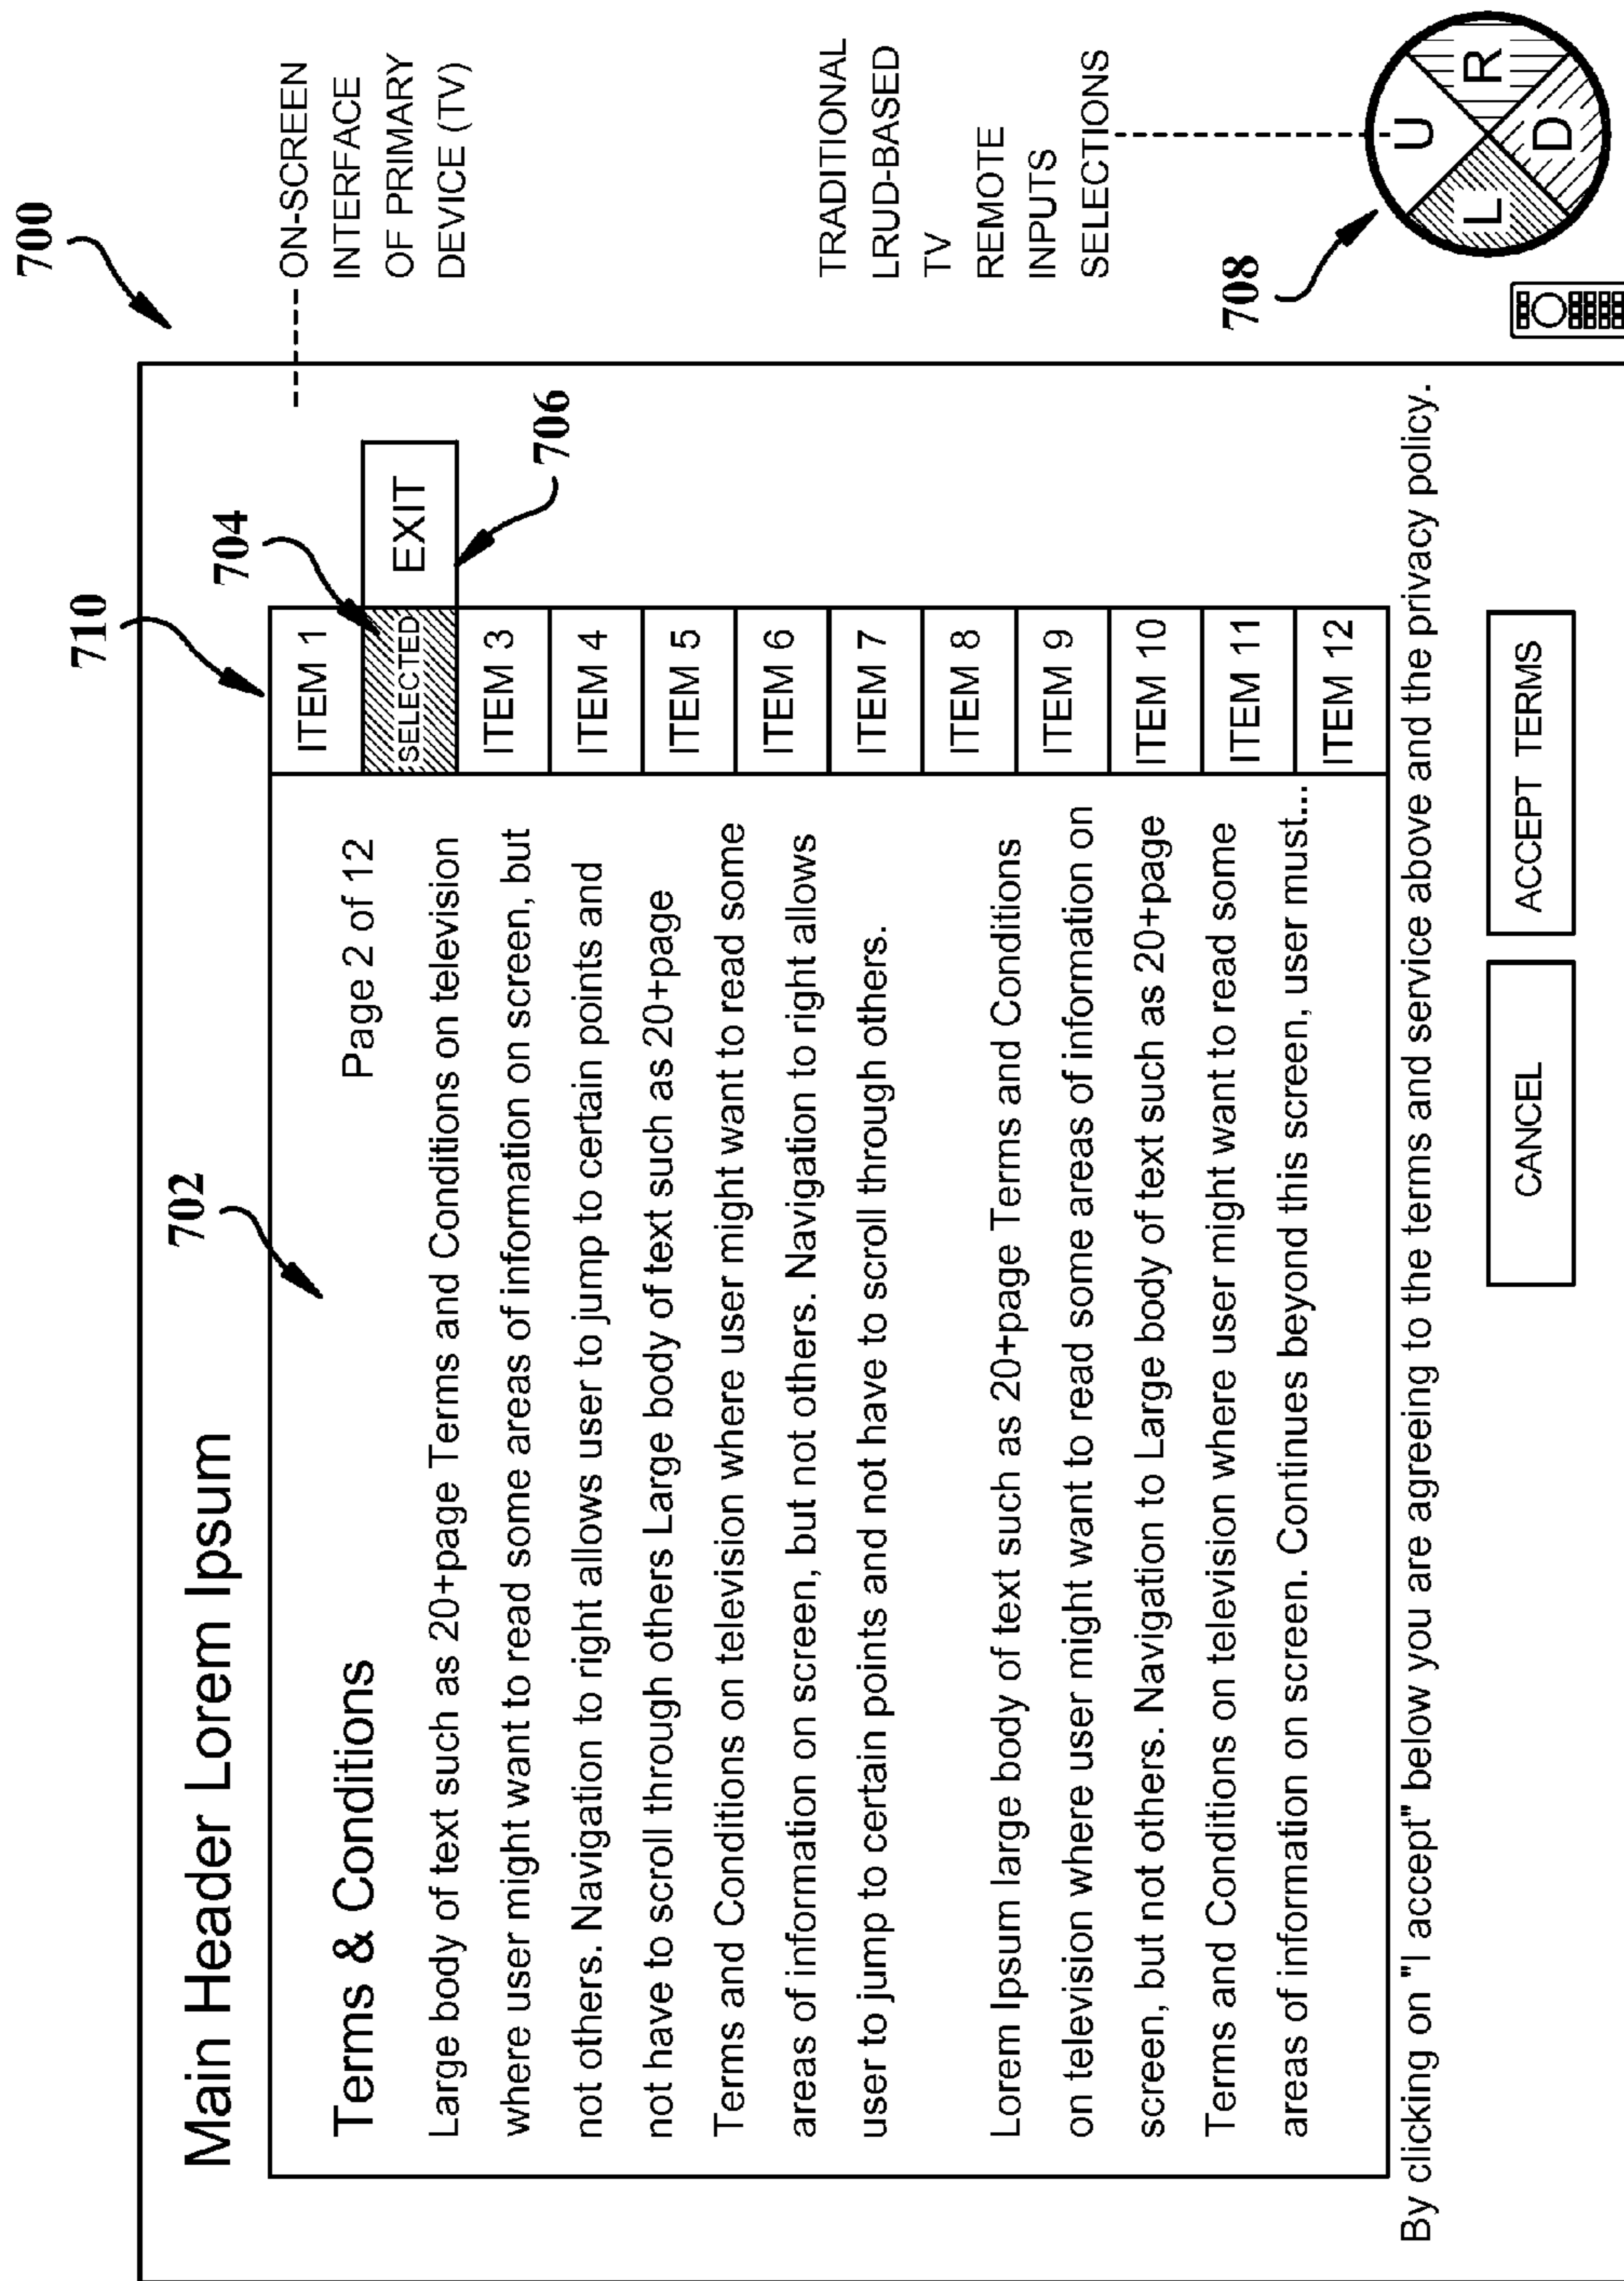 700
Main Header Lorem Ipsum
702
710
704
706
Terms & Conditions
Page 2 of 12
Large body of text such as 20+page Terms and Conditions on television
where user might want to read some areas of information on screen, but
not others. Navigation to right allows user to jump to certain points and
not have to scroll through others Large body of text such as 20+page
Terms and Conditions on television where user might want to read some
areas of information on screen, but not others. Navigation to right allows
user to jump to certain points and not have to scroll through others.
Lorem Ipsum large body of text such as 20+page Terms and Conditions
on television where user might want to read some areas of information on
screen, but not others. Navigation to Large body of text such as 20+page
Terms and Conditions on television where user might want to read some
areas of information on screen. Continues beyond this screen, user must...
ITEM 1
SELECTED
EXIT
ITEM 3
ITEM 4
ITEM 5
ITEM 6
ITEM 7
ITEM 8
ITEM 9
ITEM 10
ITEM 11
ITEM 12
By clicking on "I accept" below you are agreeing to the terms and service above and the privacy policy.
CANCEL
ACCEPT TERMS
ON-SCREEN
INTERFACE
OF PRIMARY
DEVICE (TV)
TRADITIONAL
LRUD-BASED
TV
REMOTE
INPUTS
SELECTIONS
708
U
L
R
D